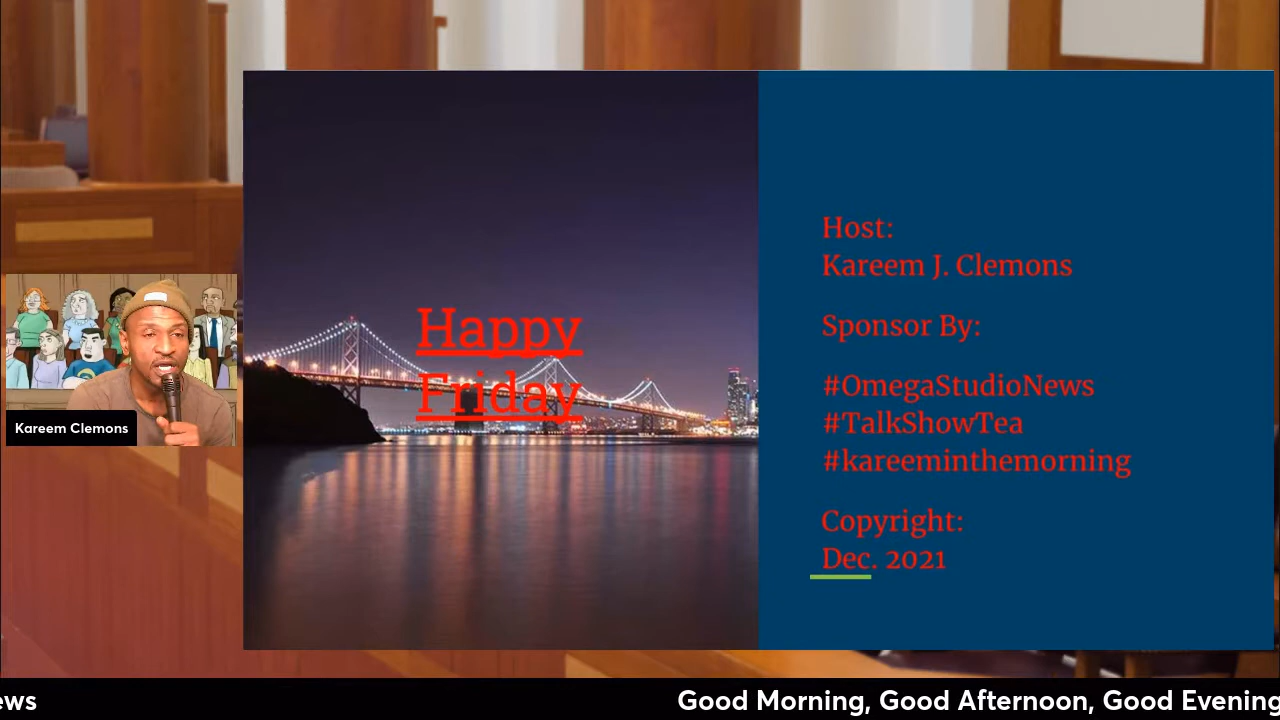 Happy
Friday
Host:
Kareem J. Clemons
Sponsor By:
#OmegaStudioNews
#TalkShowTea
#kareeminthemorning
Copyright:
Dec. 2021
Kareem Clemons
ews Good Morning, Good Afternoon, Good Evening